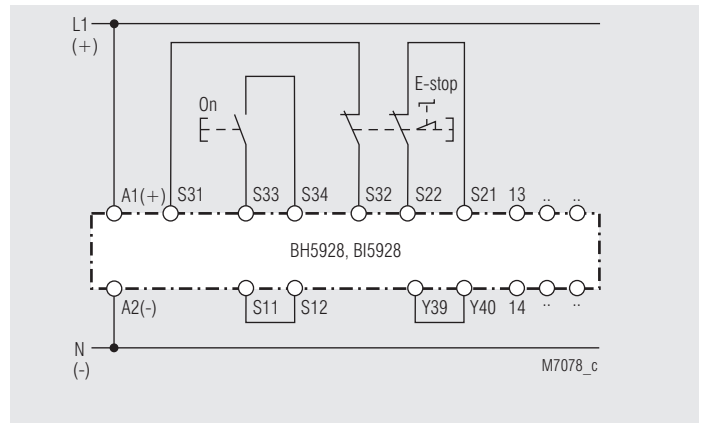 L1
(+)
E-stop
On
A1(+) S31 S33 S34 S32 S22 S21 13 .. ..
BH5928, BI5928
A2(-) S11 S12 Y39 Y40 14 .. ..
N
(-)
M7078_c